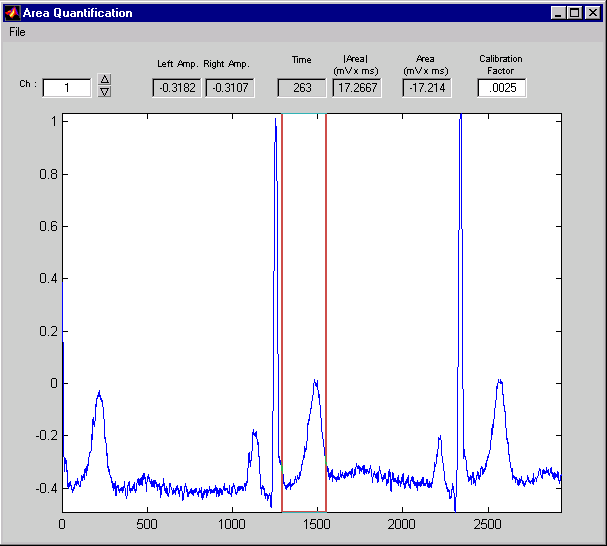 Area Quantification
File
Left Amp. Right Amp. Time |Area| (mV x ms) Area (mV x ms) Calibration Factor
Ch : 1 -0.3182 -0.3107 263 17.2667 -17.214 .0025
1
0.8
0.6
0.4
0.2
0
-0.2
-0.4
0 500 1000 1500 2000 2500